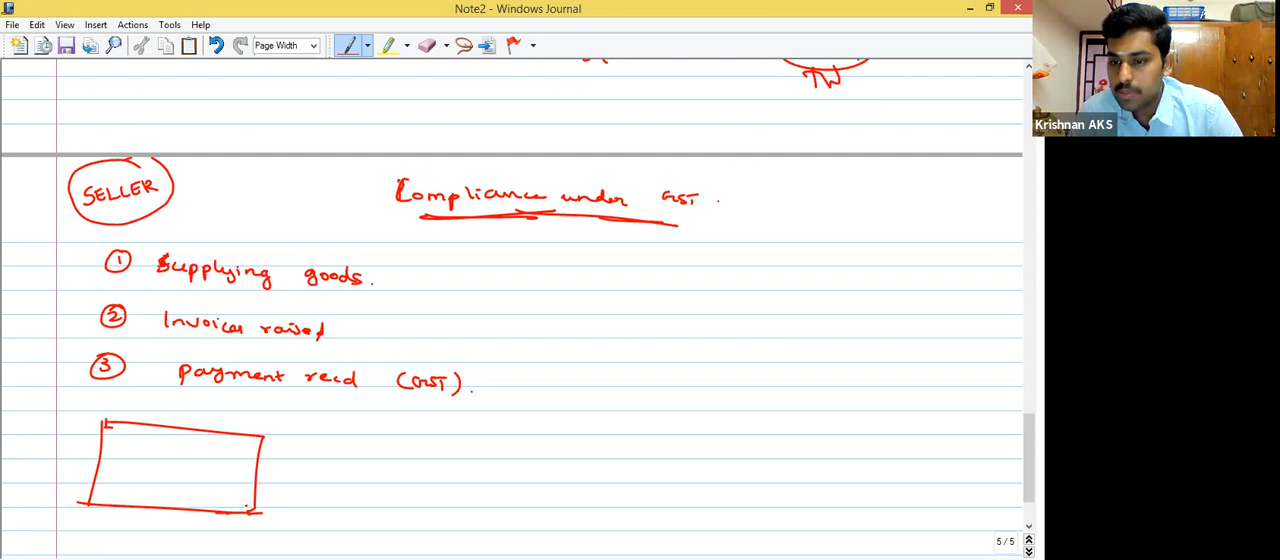 Note2 - Windows Journal
File Edit View Insert Actions Tools Help
Page Width
TW
Krishnan AKS
SELLER
Compliance under GST.
1 Supplying goods.
2 Invoices raised
3 payment recd (GST).
5 / 5